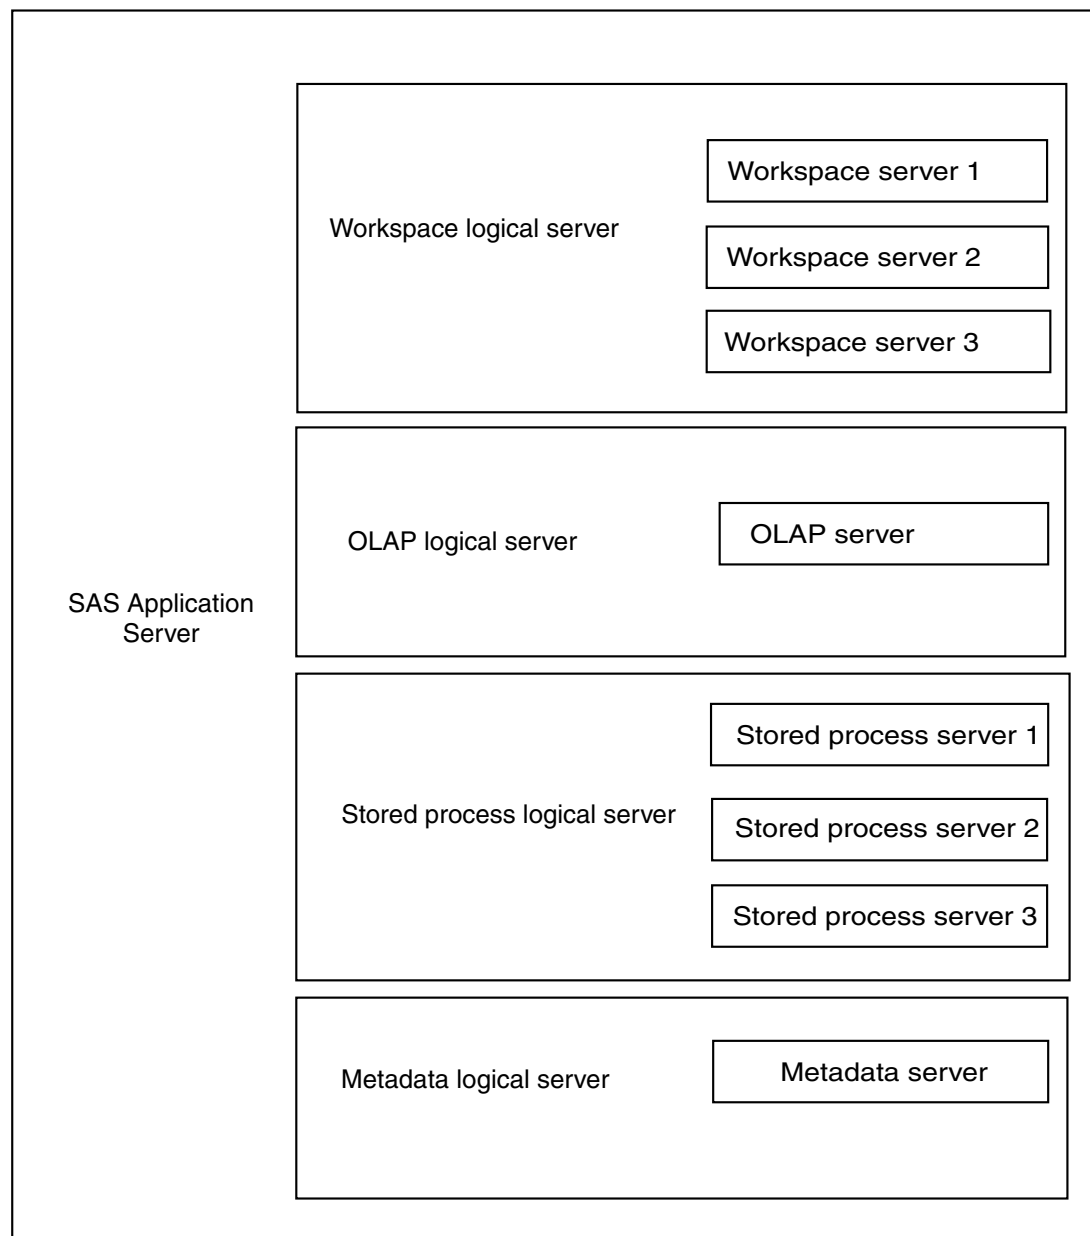 Workspace server 1
Workspace logical server
Workspace server 2
Workspace server 3
OLAP logical server
OLAP server
SAS Application
Server
Stored process server 1
Stored process logical server
Stored process server 2
Stored process server 3
Metadata logical server
Metadata server